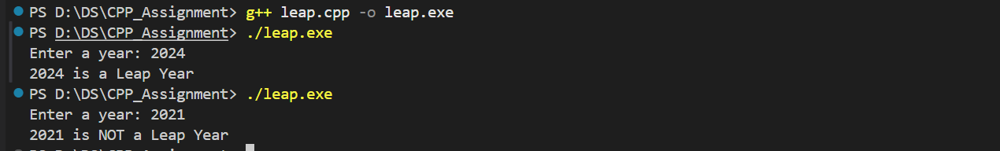 PS D:\DS\CPP_Assignment> g++ leap.cpp -o leap.exe
PS D:\DS\CPP_Assignment> ./leap.exe
Enter a year: 2024
2024 is a Leap Year
PS D:\DS\CPP_Assignment> ./leap.exe
Enter a year: 2021
2021 is NOT a Leap Year